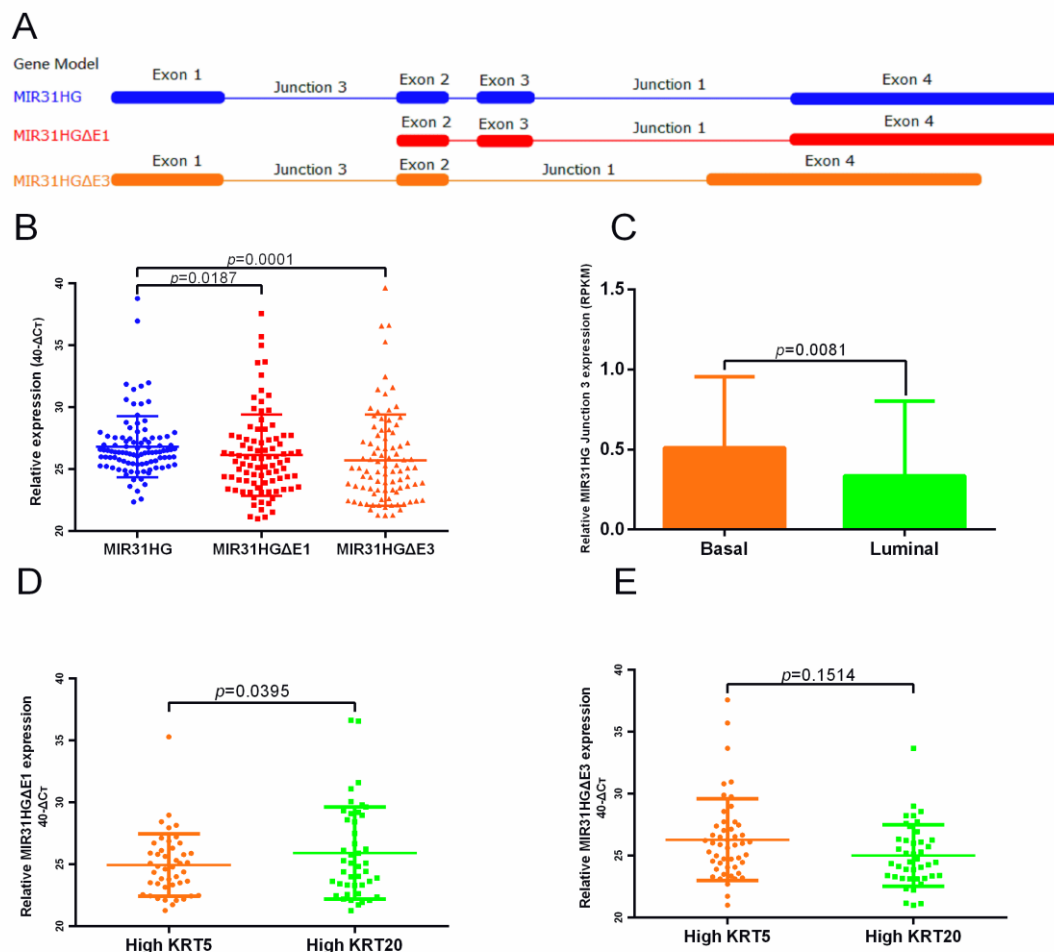 A
Gene Model
Exon 1 Junction 3 Exon 2 Exon 3 Junction 1 Exon 4
MIR31HG
Exon 2 Exon 3 Junction 1 Exon 4
MIR31HGΔE1
Exon 1 Junction 3 Exon 2 Junction 1 Exon 4
MIR31HGΔE3
B
p=0.0001
p=0.0187
Relative expression (40-ΔCT)
40
35
30
25
20
MIR31HG MIR31HGΔE1 MIR31HGΔE3
C
Relative MIR31HG Junction 3 expression (RPKM)
1.5
1.0
0.5
0.0
p=0.0081
Basal Luminal
D
Relative MIR31HGΔE1 expression
40-ΔCT
40
35
30
25
20
p=0.0395
High KRT5 High KRT20
E
Relative MIR31HGΔE3 expression
40-ΔCT
40
35
30
25
20
p=0.1514
High KRT5 High KRT20